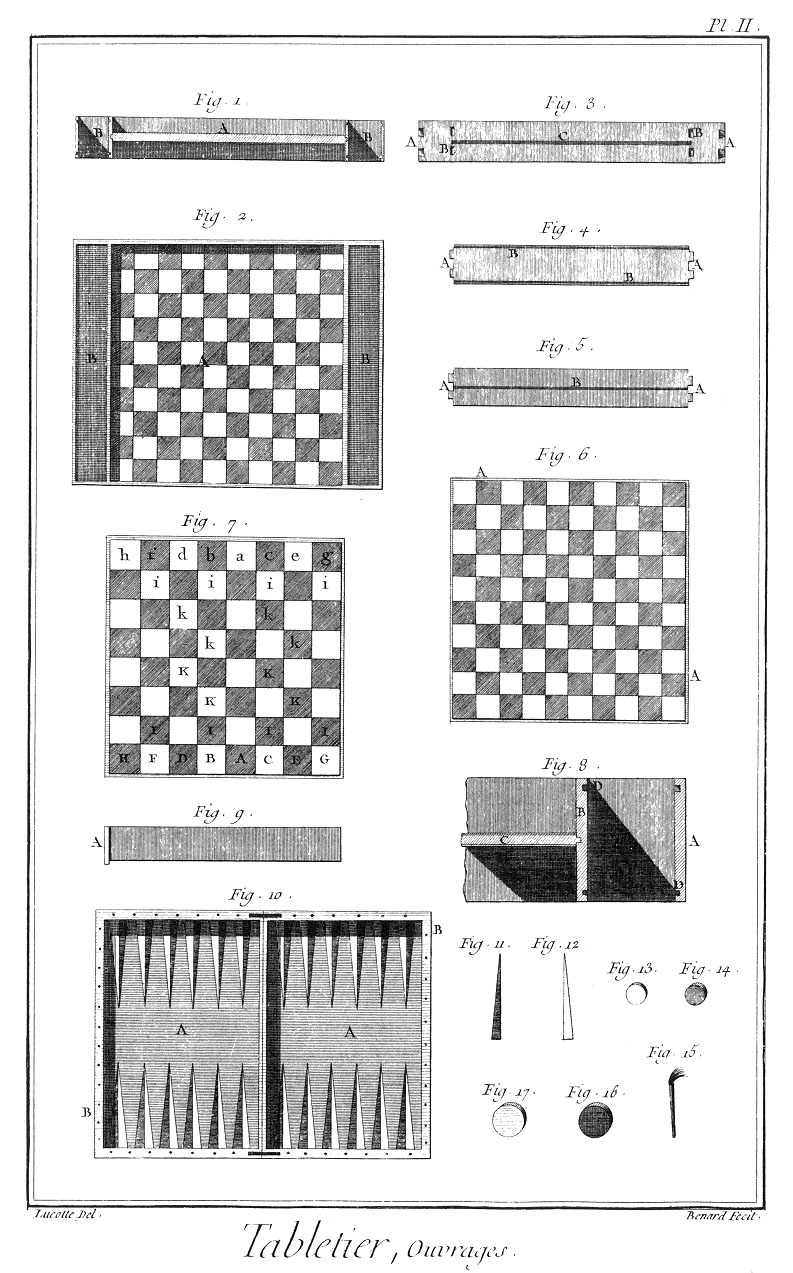 Pl. II.
Fig. 1.
B A B
Fig. 3.
A B C B A
Fig. 2.
B A B
Fig. 4.
A B B A
Fig. 5.
A B A
Fig. 6.
A
A
Fig. 7.
h f d b a c e g
i i i i
k k
k k
K K
K K
I I I I
H F D B A C E G
Fig. 8.
D
B
C A
D
Fig. 9.
A
Fig. 10.
B
A A
B
Fig. 11. Fig. 12.
Fig. 13. Fig. 14.
Fig. 15.
Fig. 17. Fig. 16.
Lucotte Del. Benard Fecit.
Tabletier, Ouvrages.